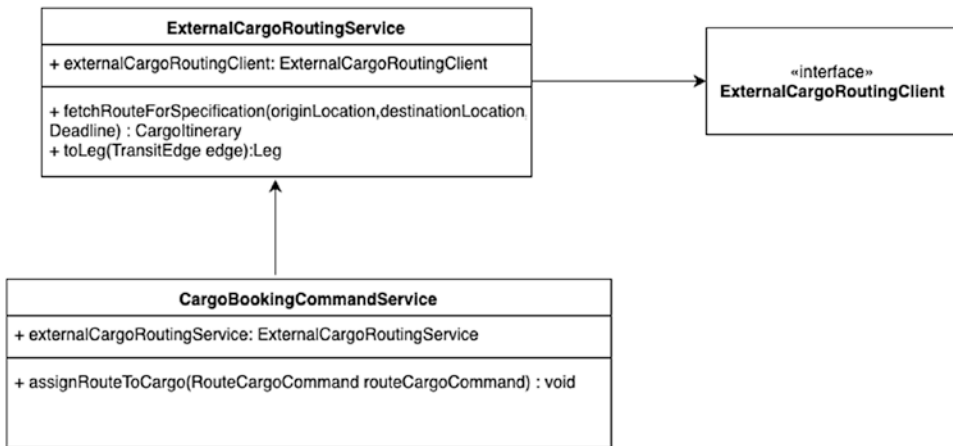 ExternalCargoRoutingService
+ externalCargoRoutingClient: ExternalCargoRoutingClient
+ fetchRouteForSpecification(originLocation,destinationLocation,
Deadline) : CargoItinerary
+ toLeg(TransitEdge edge):Leg
«interface»
ExternalCargoRoutingClient
CargoBookingCommandService
+ externalCargoRoutingService: ExternalCargoRoutingService
+ assignRouteToCargo(RouteCargoCommand routeCargoCommand) : void